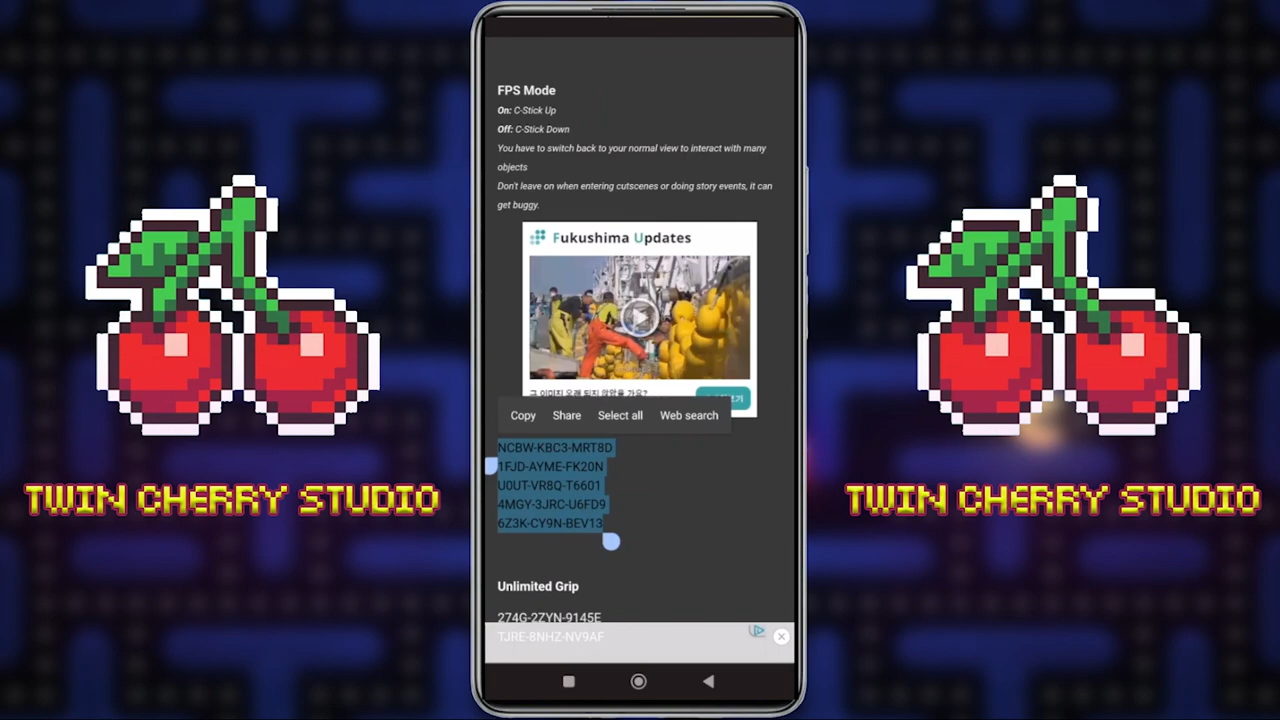 FPS Mode
On: C-Stick Up
Off: C-Stick Down
You have to switch back to your normal view to interact with many
objects
Don't leave on when entering cutscenes or doing story events, it can
get buggy.
Fukushima Updates
Copy Share Select all Web search
NCBW-KBC3-MRT8D
1FJD-AYME-FK20N
U0UT-VR8Q-T6601
4MGY-3JRC-U6FD9
6Z3K-CY9N-BEV13
Unlimited Grip
274G-2ZYN-9145E
TJRE-8NHZ-NV9AF
TWIN CHERRY STUDIO
TWIN CHERRY STUDIO